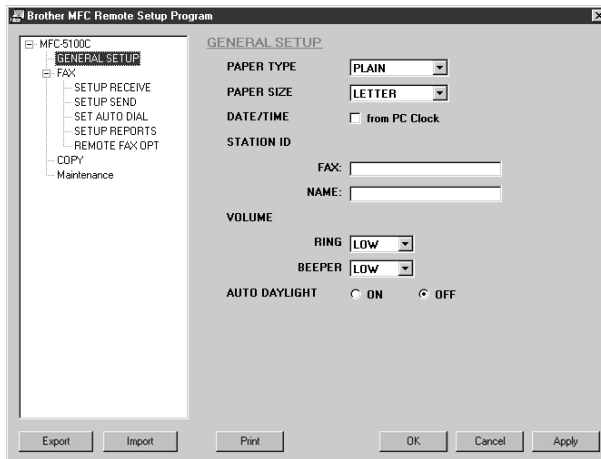 Brother MFC Remote Setup Program
MFC-5100C
GENERAL SETUP
FAX
SETUP RECEIVE
SETUP SEND
SET AUTO DIAL
SETUP REPORTS
REMOTE FAX OPT
COPY
Maintenance
GENERAL SETUP
PAPER TYPE PLAIN
PAPER SIZE LETTER
DATE/TIME from PC Clock
STATION ID
FAX:
NAME:
VOLUME
RING LOW
BEEPER LOW
AUTO DAYLIGHT ON OFF
Export Import Print OK Cancel Apply